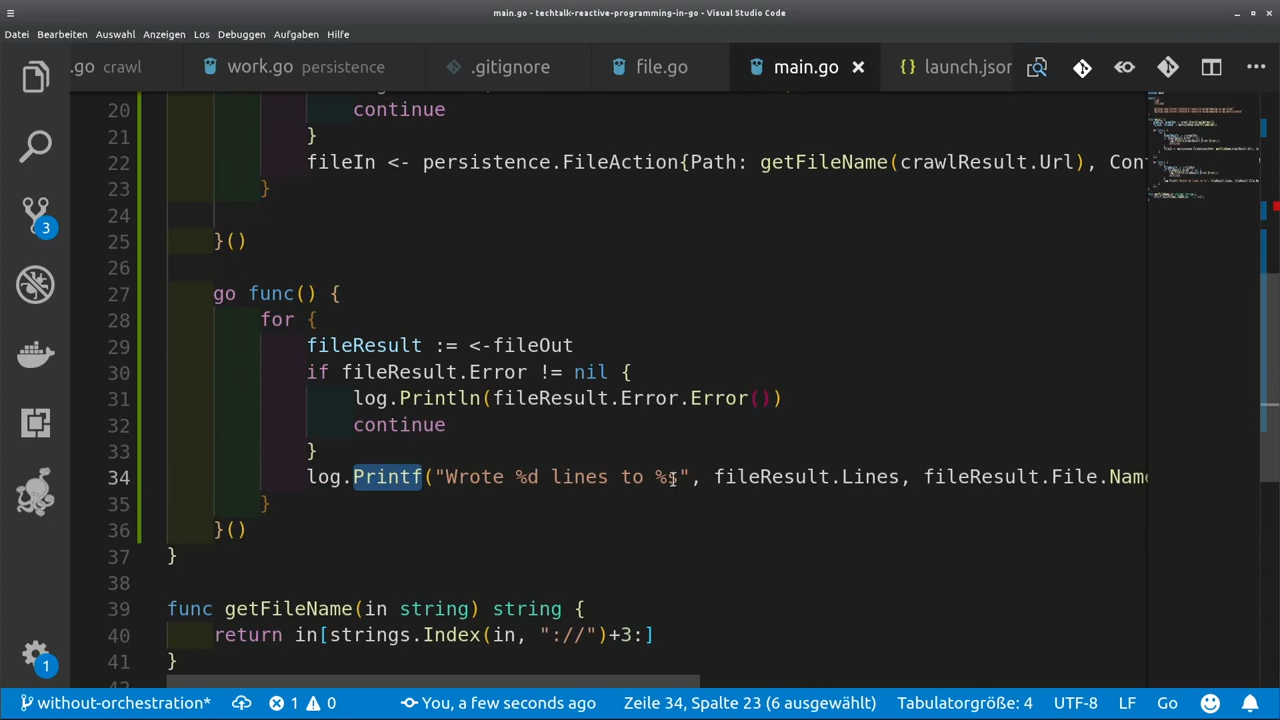 main.go - techtalk-reactive-programming-in-go - Visual Studio Code
Datei Bearbeiten Auswahl Anzeigen Gehe zu Los Debuggen Aufgaben Hilfe
.go crawl work.go persistence .gitignore file.go main.go launch.jsor
20 continue
21 }
22 fileIn <- persistence.FileAction{Path: getFileName(crawlResult.Url), Cont
23 }
24
25 }()
26
27 go func() {
28 for {
29 fileResult := <-fileOut
30 if fileResult.Error != nil {
31 log.Println(fileResult.Error.Error())
32 continue
33 }
34 log.Printf("Wrote %d lines to %s", fileResult.Lines, fileResult.File.Name
35 }
36 }()
37 }
38
39 func getFileName(in string) string {
40 return in[strings.Index(in, "://")+3:]
41 }
3
1
without-orchestration* 1 0 You, a few seconds ago Zeile 34, Spalte 23 (6 ausgewählt) Tabulatorgröße: 4 UTF-8 LF Go